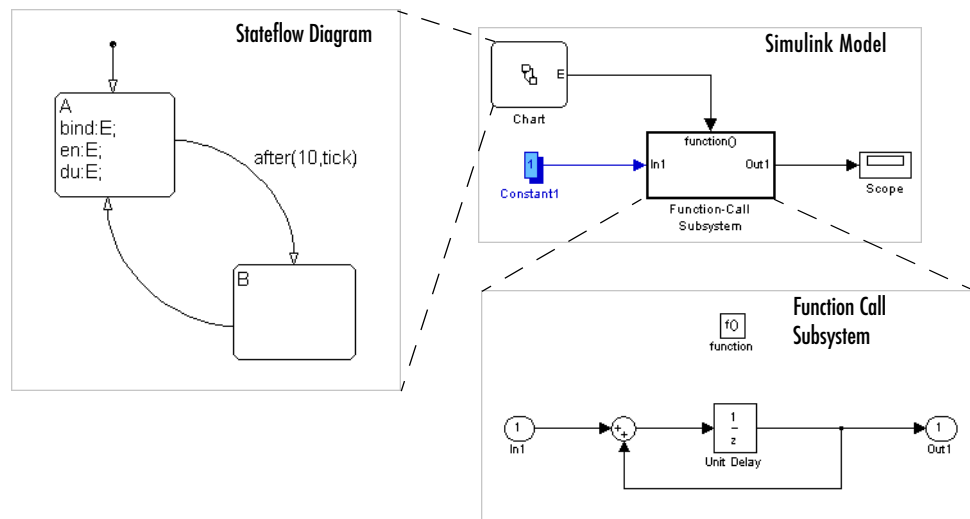 Stateflow Diagram
A
bind:E;
en:E;
du:E;
after(10,tick)
B
Simulink Model
E
Chart
function()
1
In1
Out1
Constant1
Scope
Function-Call
Subsystem
Function Call
Subsystem
f()
function
1
In1
+
+
1
z
Unit Delay
1
Out1